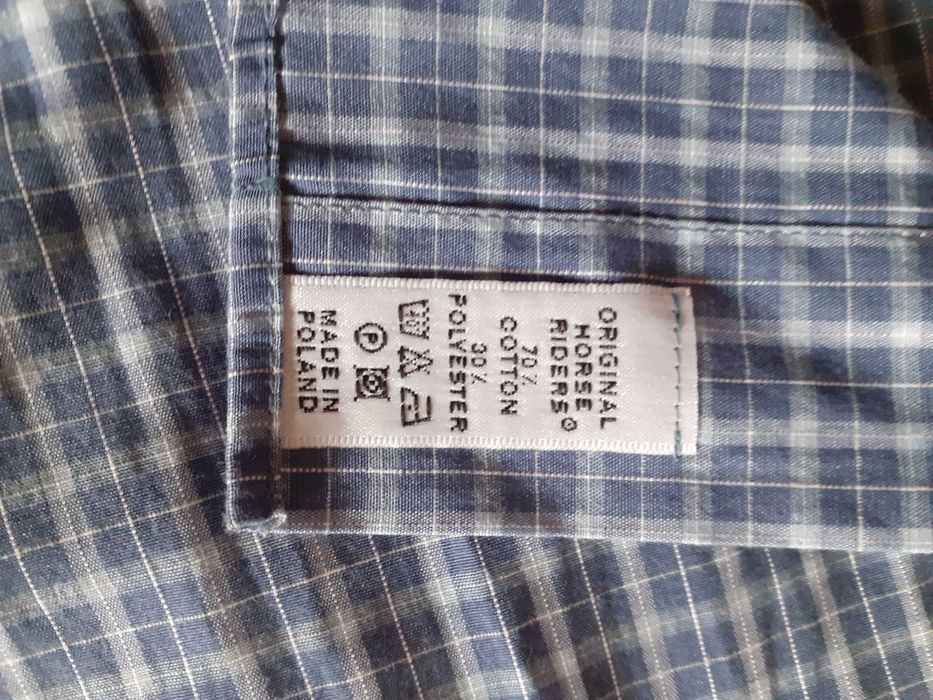 ORIGINAL
HORSE
RIDERS®
70%
COTTON
30%
POLYESTER
P
MADE IN
POLAND